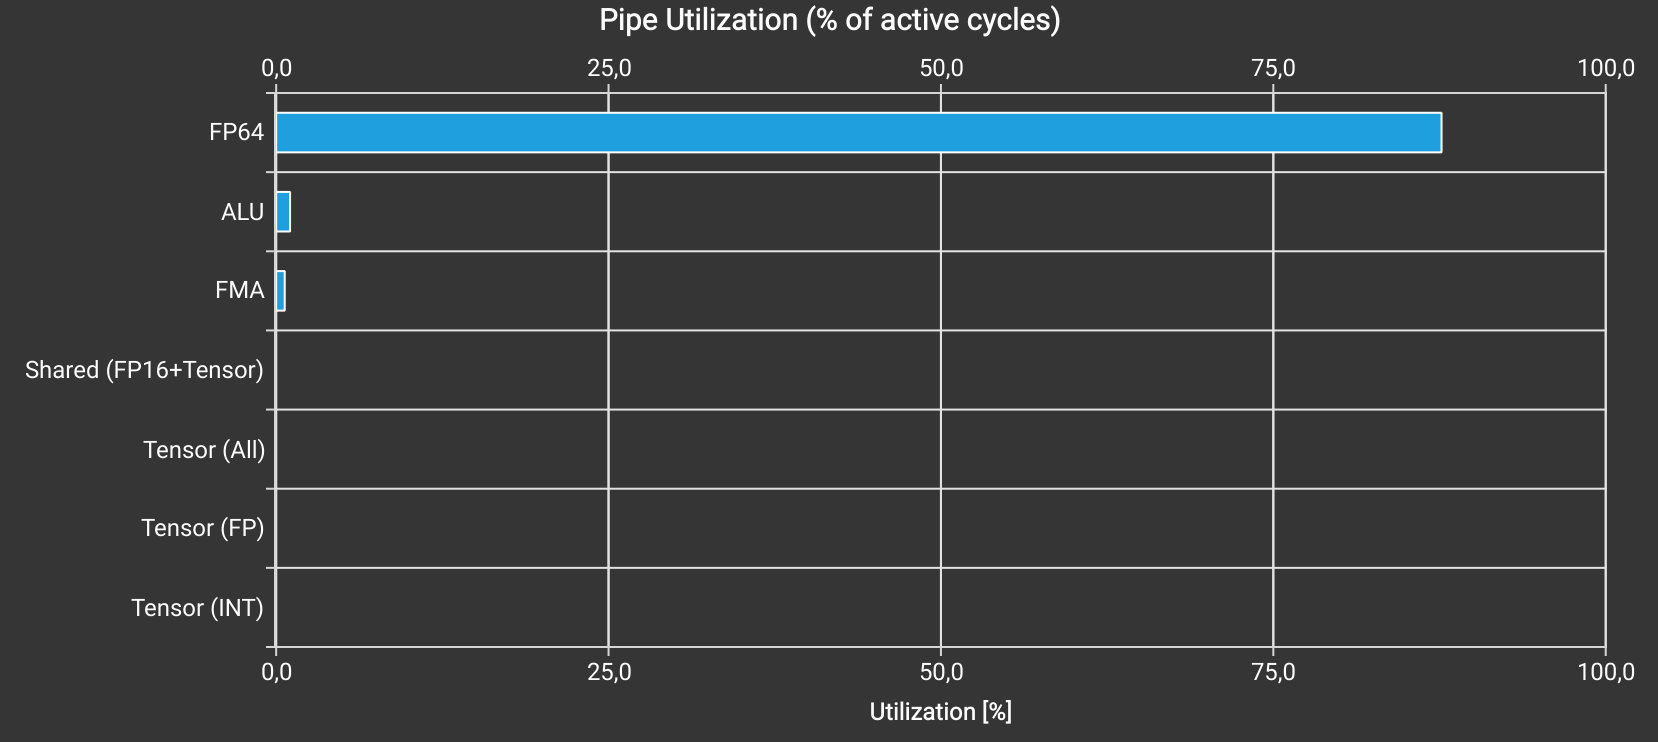 Pipe Utilization (% of active cycles)
0,0 25,0 50,0 75,0 100,0
FP64
ALU
FMA
Shared (FP16+Tensor)
Tensor (All)
Tensor (FP)
Tensor (INT)
0,0 25,0 50,0 75,0 100,0
Utilization [%]